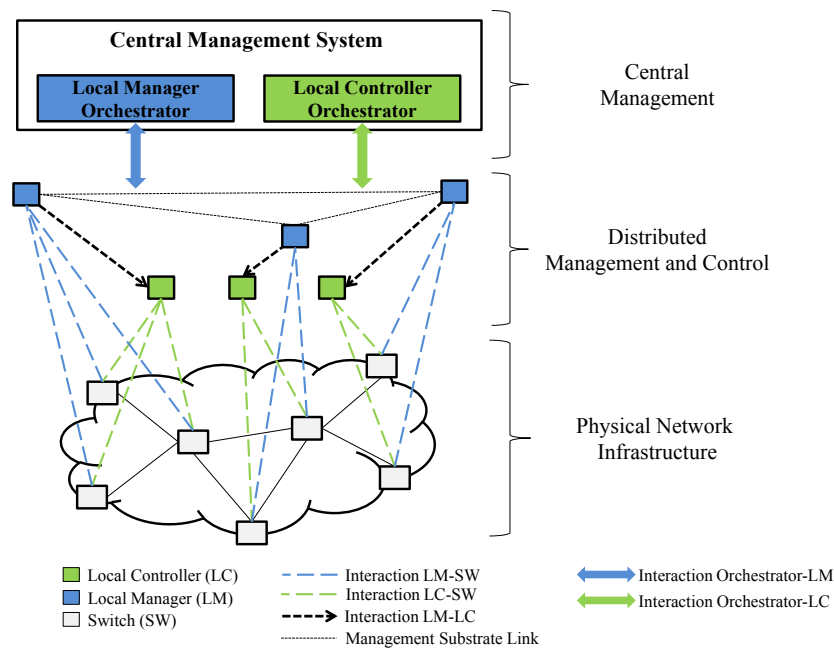 Central Management System
Local Manager
Orchestrator
Local Controller
Orchestrator
Central
Management
Distributed
Management and Control
Physical Network
Infrastructure
Local Controller (LC)
Local Manager (LM)
Switch (SW)
Interaction LM-SW
Interaction LC-SW
Interaction LM-LC
Management Substrate Link
Interaction Orchestrator-LM
Interaction Orchestrator-LC